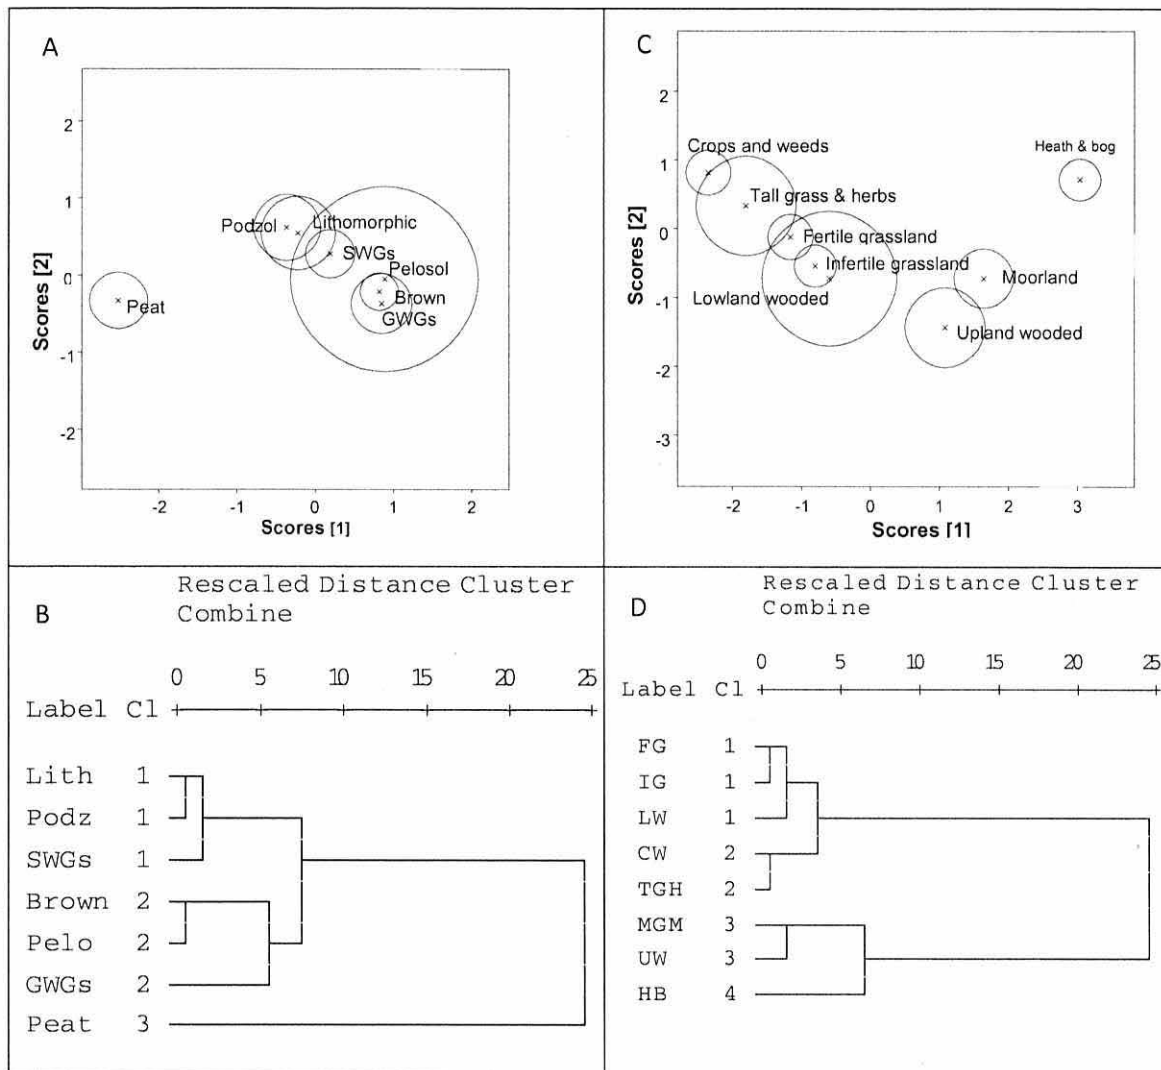 A
2
1
0
-1
-2
Scores [2]
Podzol
Lithomorphic
SWGs
Pelosol
Brown
GWGs
Peat
-2 -1 0 1 2
Scores [1]
C
2
1
0
-1
-2
-3
Scores [2]
Crops and weeds
Heath & bog
Tall grass & herbs
Fertile grassland
Infertile grassland
Moorland
Lowland wooded
Upland wooded
-2 -1 0 1 2 3
Scores [1]
B
Rescaled Distance Cluster
Combine
0 5 10 15 20 25
Label Cl
Lith 1
Podz 1
SWGs 1
Brown 2
Pelo 2
GWGs 2
Peat 3
D
Rescaled Distance Cluster
Combine
0 5 10 15 20 25
Label Cl
FG 1
IG 1
LW 1
CW 2
TGH 2
MGM 3
UW 3
HB 4